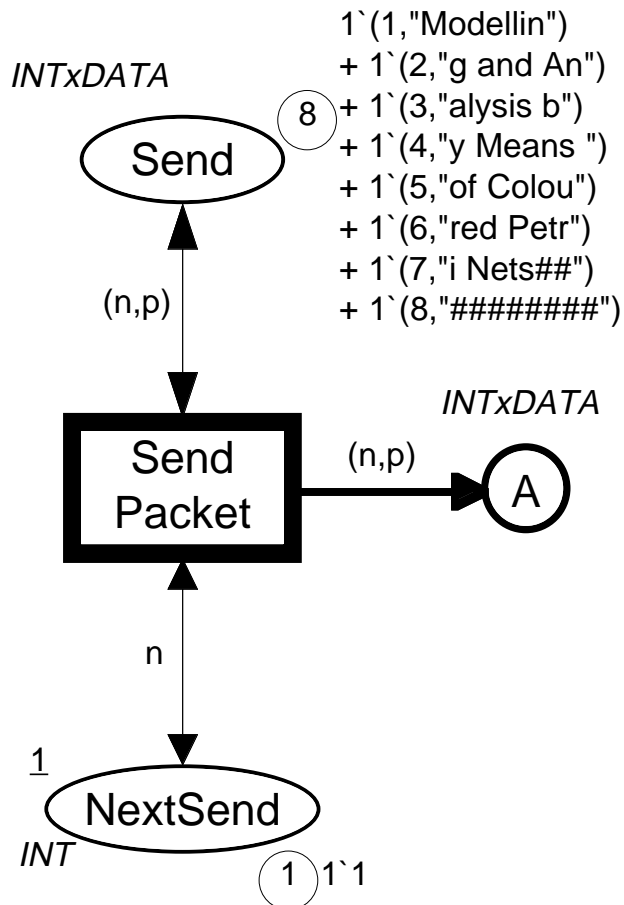 1`(1,"Modellin")
INTxDATA
8
+ 1`(2,"g and An")
+ 1`(3,"alysis b")
+ 1`(4,"y Means ")
+ 1`(5,"of Colou")
+ 1`(6,"red Petr")
+ 1`(7,"i Nets##")
+ 1`(8,"########")
Send
(n,p)
INTxDATA
Send
Packet
(n,p)
A
n
1
NextSend
INT
1
1`1